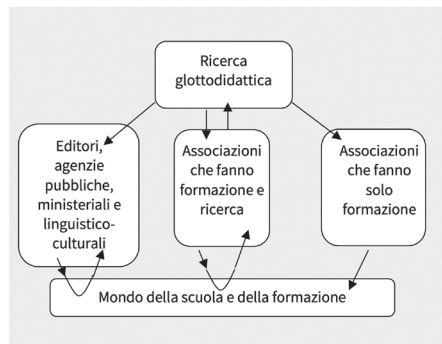 Ricerca
glottodidattica
Editori,
agenzie
pubbliche,
ministeriali e
linguistico-
culturali
Associazioni
che fanno
formazione e
ricerca
Associazioni
che fanno
solo
formazione
Mondo della scuola e della formazione